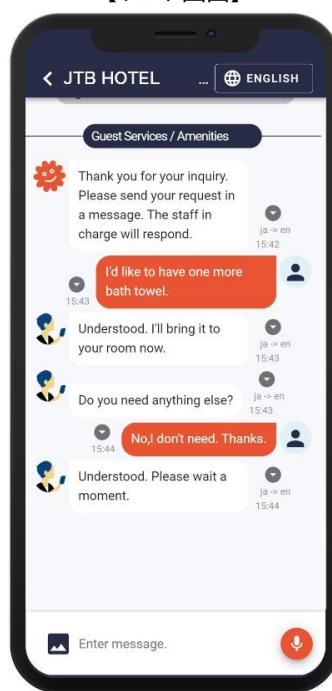 JTB HOTEL
... ENGLISH
Guest Services / Amenities
Thank you for your inquiry.
Please send your request in
a message. The staff in
charge will respond.
ja -> en
15:42
I'd like to have one more
bath towel.
15:43
Understood. I'll bring it to
your room now.
ja -> en
15:43
Do you need anything else?
ja -> en
15:43
No,I don't need. Thanks.
15:44
Understood. Please wait a
moment.
ja -> en
15:44
Enter message.